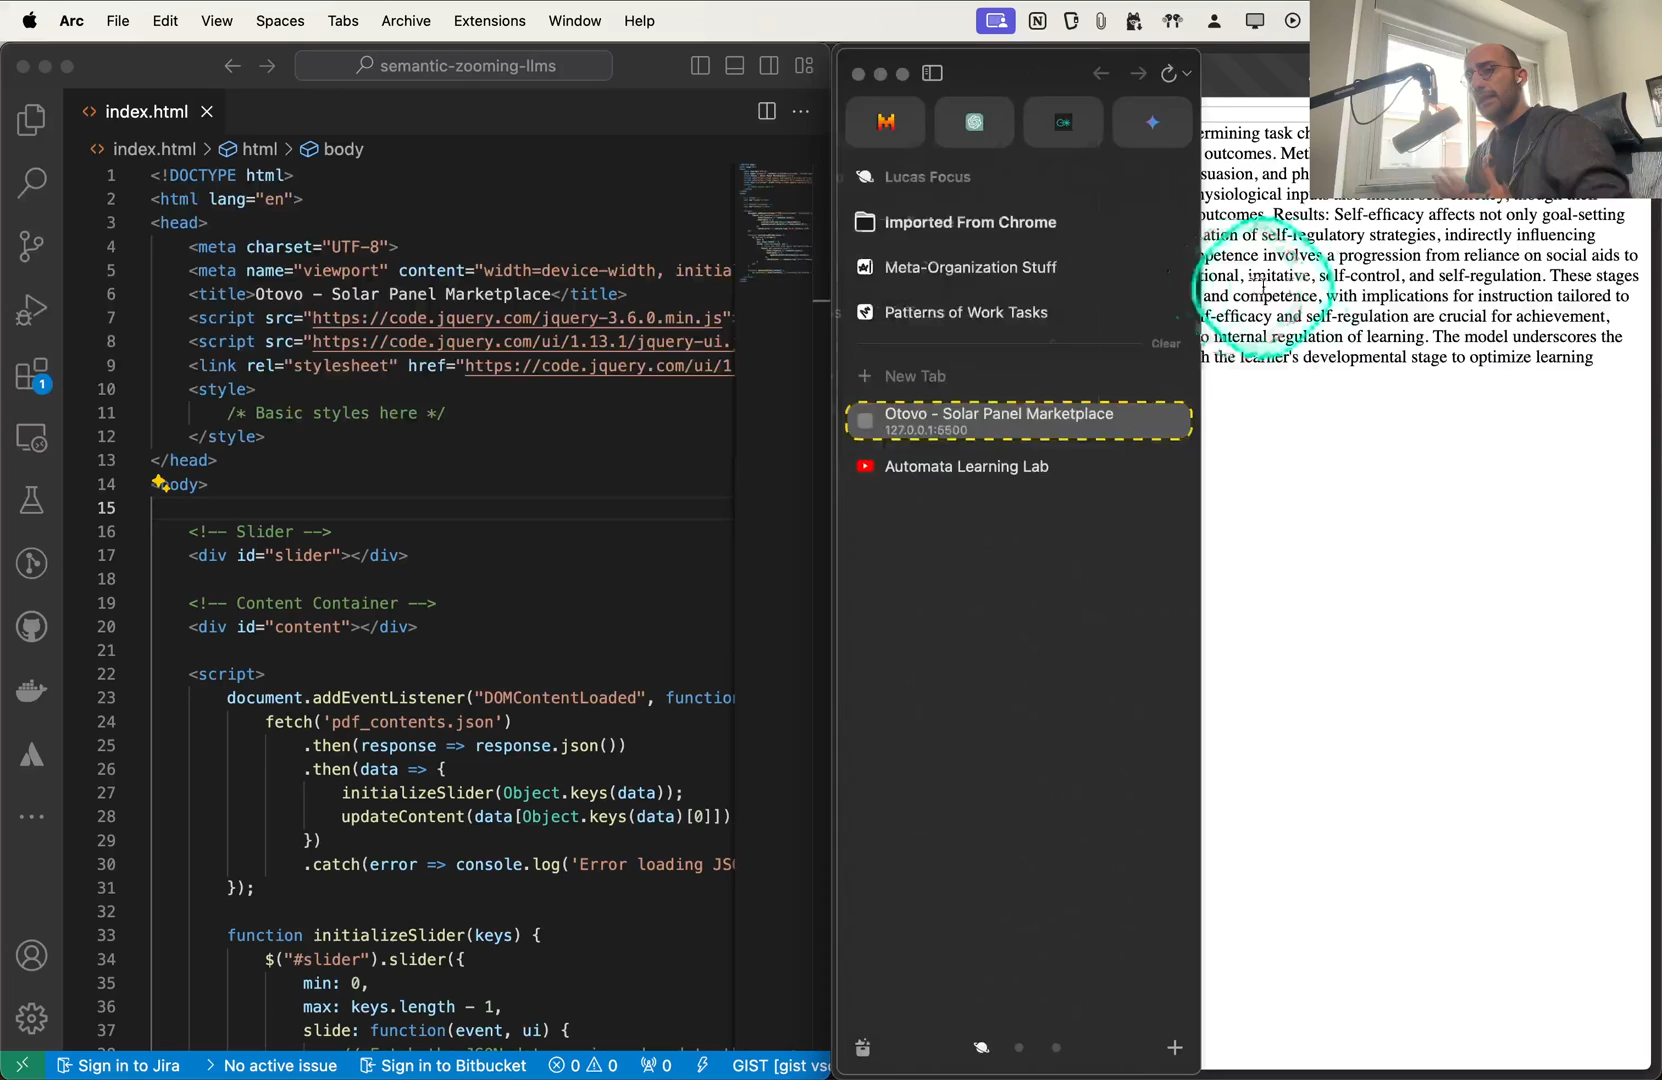 Arc File Edit View Spaces Tabs Archive Extensions Window Help
semantic-zooming-llms
index.html
index.html > html > body
1 <!DOCTYPE html>
2 <html lang="en">
3 <head>
4 <meta charset="UTF-8">
5 <meta name="viewport" content="width=device-width, initia
6 <title>Otovo - Solar Panel Marketplace</title>
7 <script src="https://code.jquery.com/jquery-3.6.0.min.js"
8 <script src="https://code.jquery.com/ui/1.13.1/jquery-ui.
9 <link rel="stylesheet" href="https://code.jquery.com/ui/1
10 <style>
11 /* Basic styles here */
12 </style>
13 </head>
14 body>
15
16 <!-- Slider -->
17 <div id="slider"></div>
18
19 <!-- Content Container -->
20 <div id="content"></div>
21
22 <script>
23 document.addEventListener("DOMContentLoaded", function
24 fetch('pdf_contents.json')
25 .then(response => response.json())
26 .then(data => {
27 initializeSlider(Object.keys(data));
28 updateContent(data[Object.keys(data)[0]])
29 })
30 .catch(error => console.log('Error loading JSO
31 });
32
33 function initializeSlider(keys) {
34 $("#slider").slider({
35 min: 0,
36 max: keys.length - 1,
37 slide: function(event, ui) {
1
Sign in to Jira > No active issue Sign in to Bitbucket 0 0 0 GIST [gist vs
Lucas Focus
Imported From Chrome
Meta-Organization Stuff
Patterns of Work Tasks
Clear
+ New Tab
Otovo - Solar Panel Marketplace
127.0.0.1:5500
Automata Learning Lab
ermining task c
outcomes. Met
suasion, and ph
outcomes. Results: Self-efficacy affects not only goal-setting
ation of self-regulatory strategies, indirectly influencing
petence involves a progression from reliance on social aids to
tional, imitative, self-control, and self-regulation. These stages
and competence, with implications for instruction tailored to
f-efficacy and self-regulation are crucial for achievement,
o internal regulation of learning. The model underscores the
h the learner's developmental stage to optimize learning